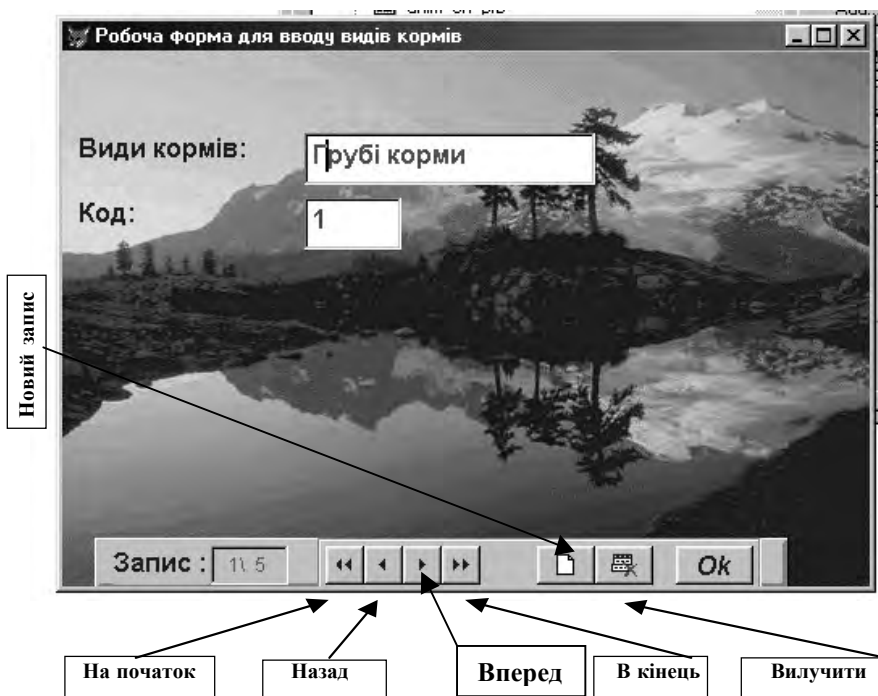 Робоча форма для вводу видів кормів
Види кормів:
Грубі корми
Код:
1
Новий запис
Запис : 1\ 5
Ok
На початок
Назад
Вперед
В кінець
Вилучити